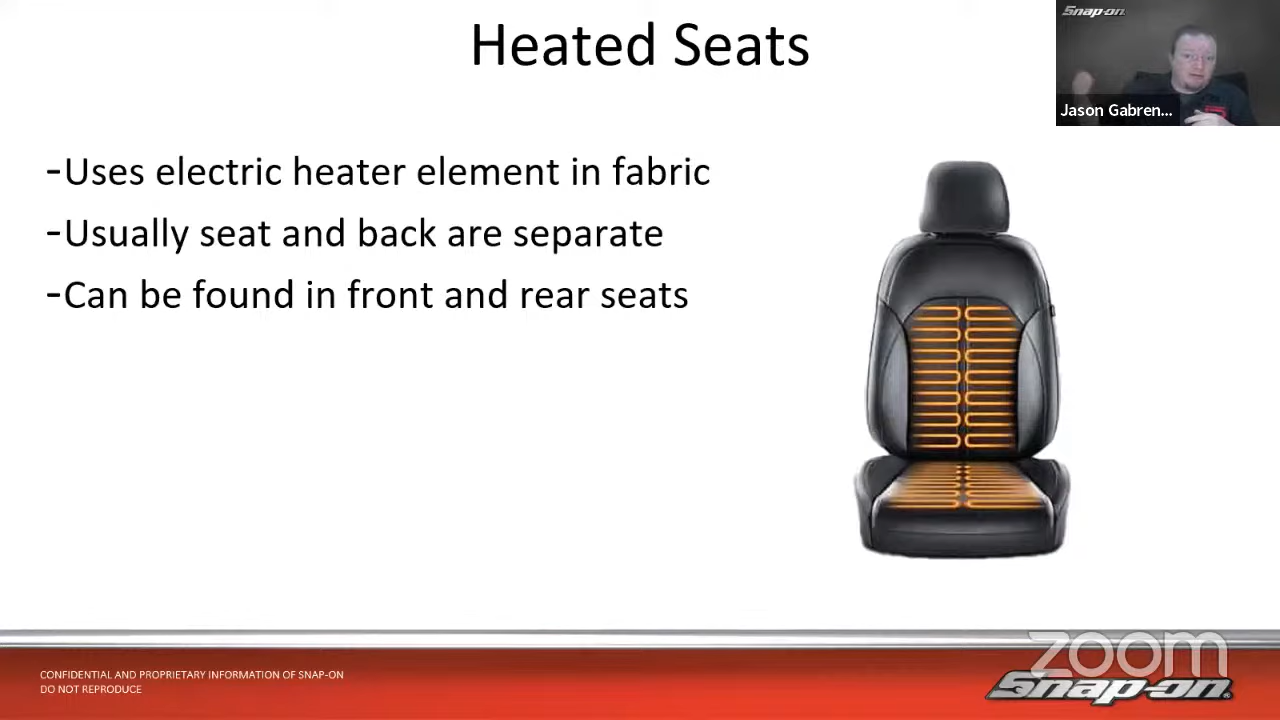 Heated Seats
Snap-on
Jason Gabren...
-Uses electric heater element in fabric
-Usually seat and back are separate
-Can be found in front and rear seats
CONFIDENTIAL AND PROPRIETARY INFORMATION OF SNAP-ON
DO NOT REPRODUCE
zoom
Snap-on